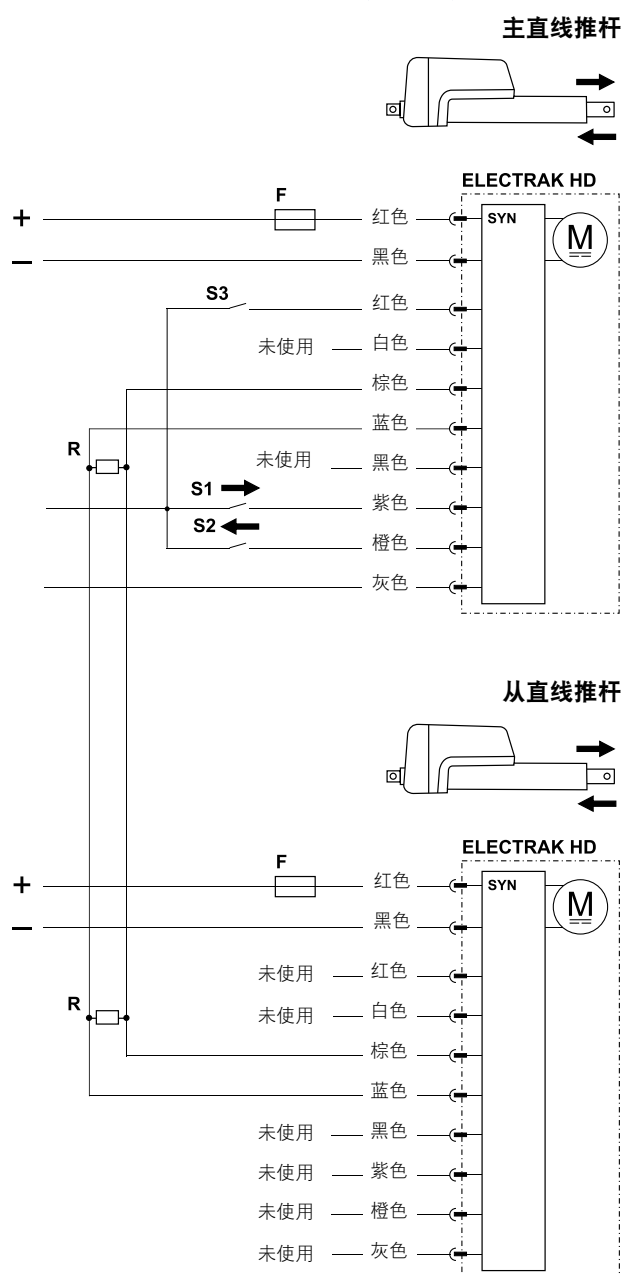 主直线推杆
ELECTRAK HD
F
+ 红色 SYN
M
— 黑色
S3 红色
未使用 白色
棕色
蓝色
R 未使用 黑色
S1 紫色
S2 橙色
灰色
从直线推杆
ELECTRAK HD
F
+ 红色 SYN
M
— 黑色
未使用 红色
R 未使用 白色
棕色
蓝色
未使用 黑色
未使用 紫色
未使用 橙色
未使用 灰色